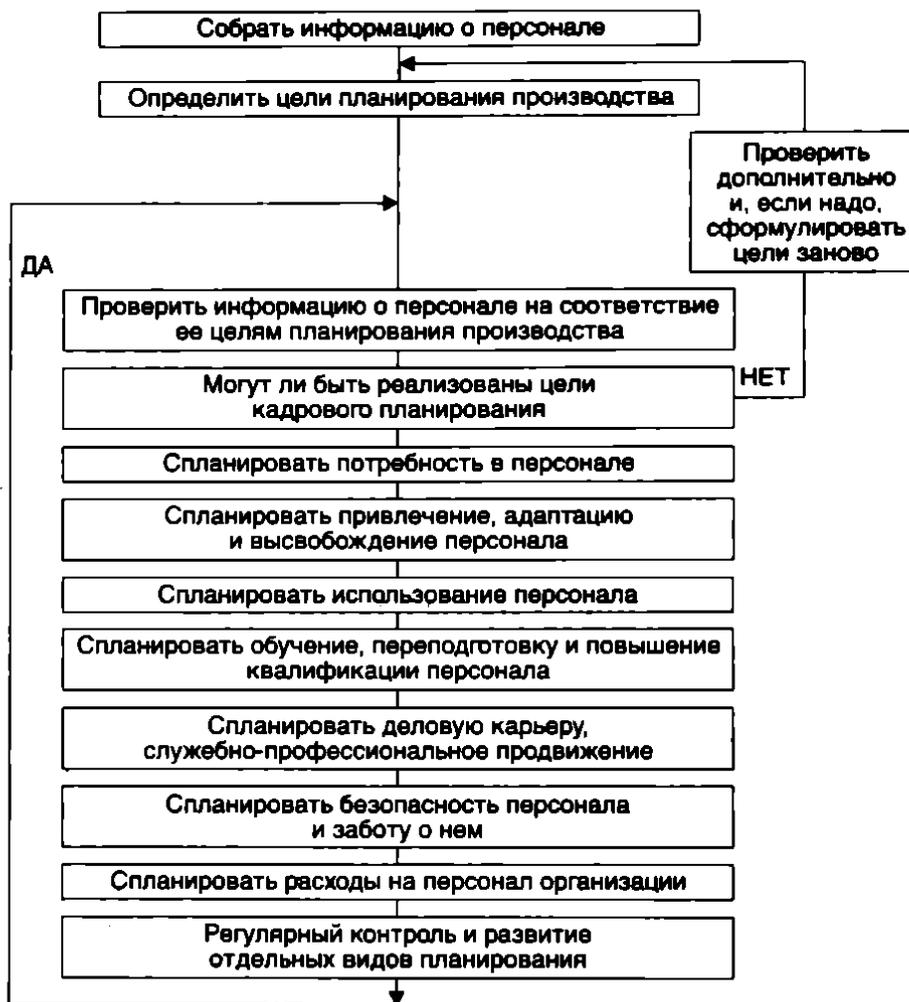 Собрать информацию о персонале
Определить цели планирования производства
Проверить
дополнительно
и, если надо,
сформулировать
цели заново
ДА
Проверить информацию о персонале на соответствие
ее целям планирования производства
Могут ли быть реализованы цели
кадрового планирования
НЕТ
Спланировать потребность в персонале
Спланировать привлечение, адаптацию
и высвобождение персонала
Спланировать использование персонала
Спланировать обучение, переподготовку и повышение
квалификации персонала
Спланировать деловую карьеру,
служебно-профессиональное продвижение
Спланировать безопасность персонала
и заботу о нем
Спланировать расходы на персонал организации
Регулярный контроль и развитие
отдельных видов планирования